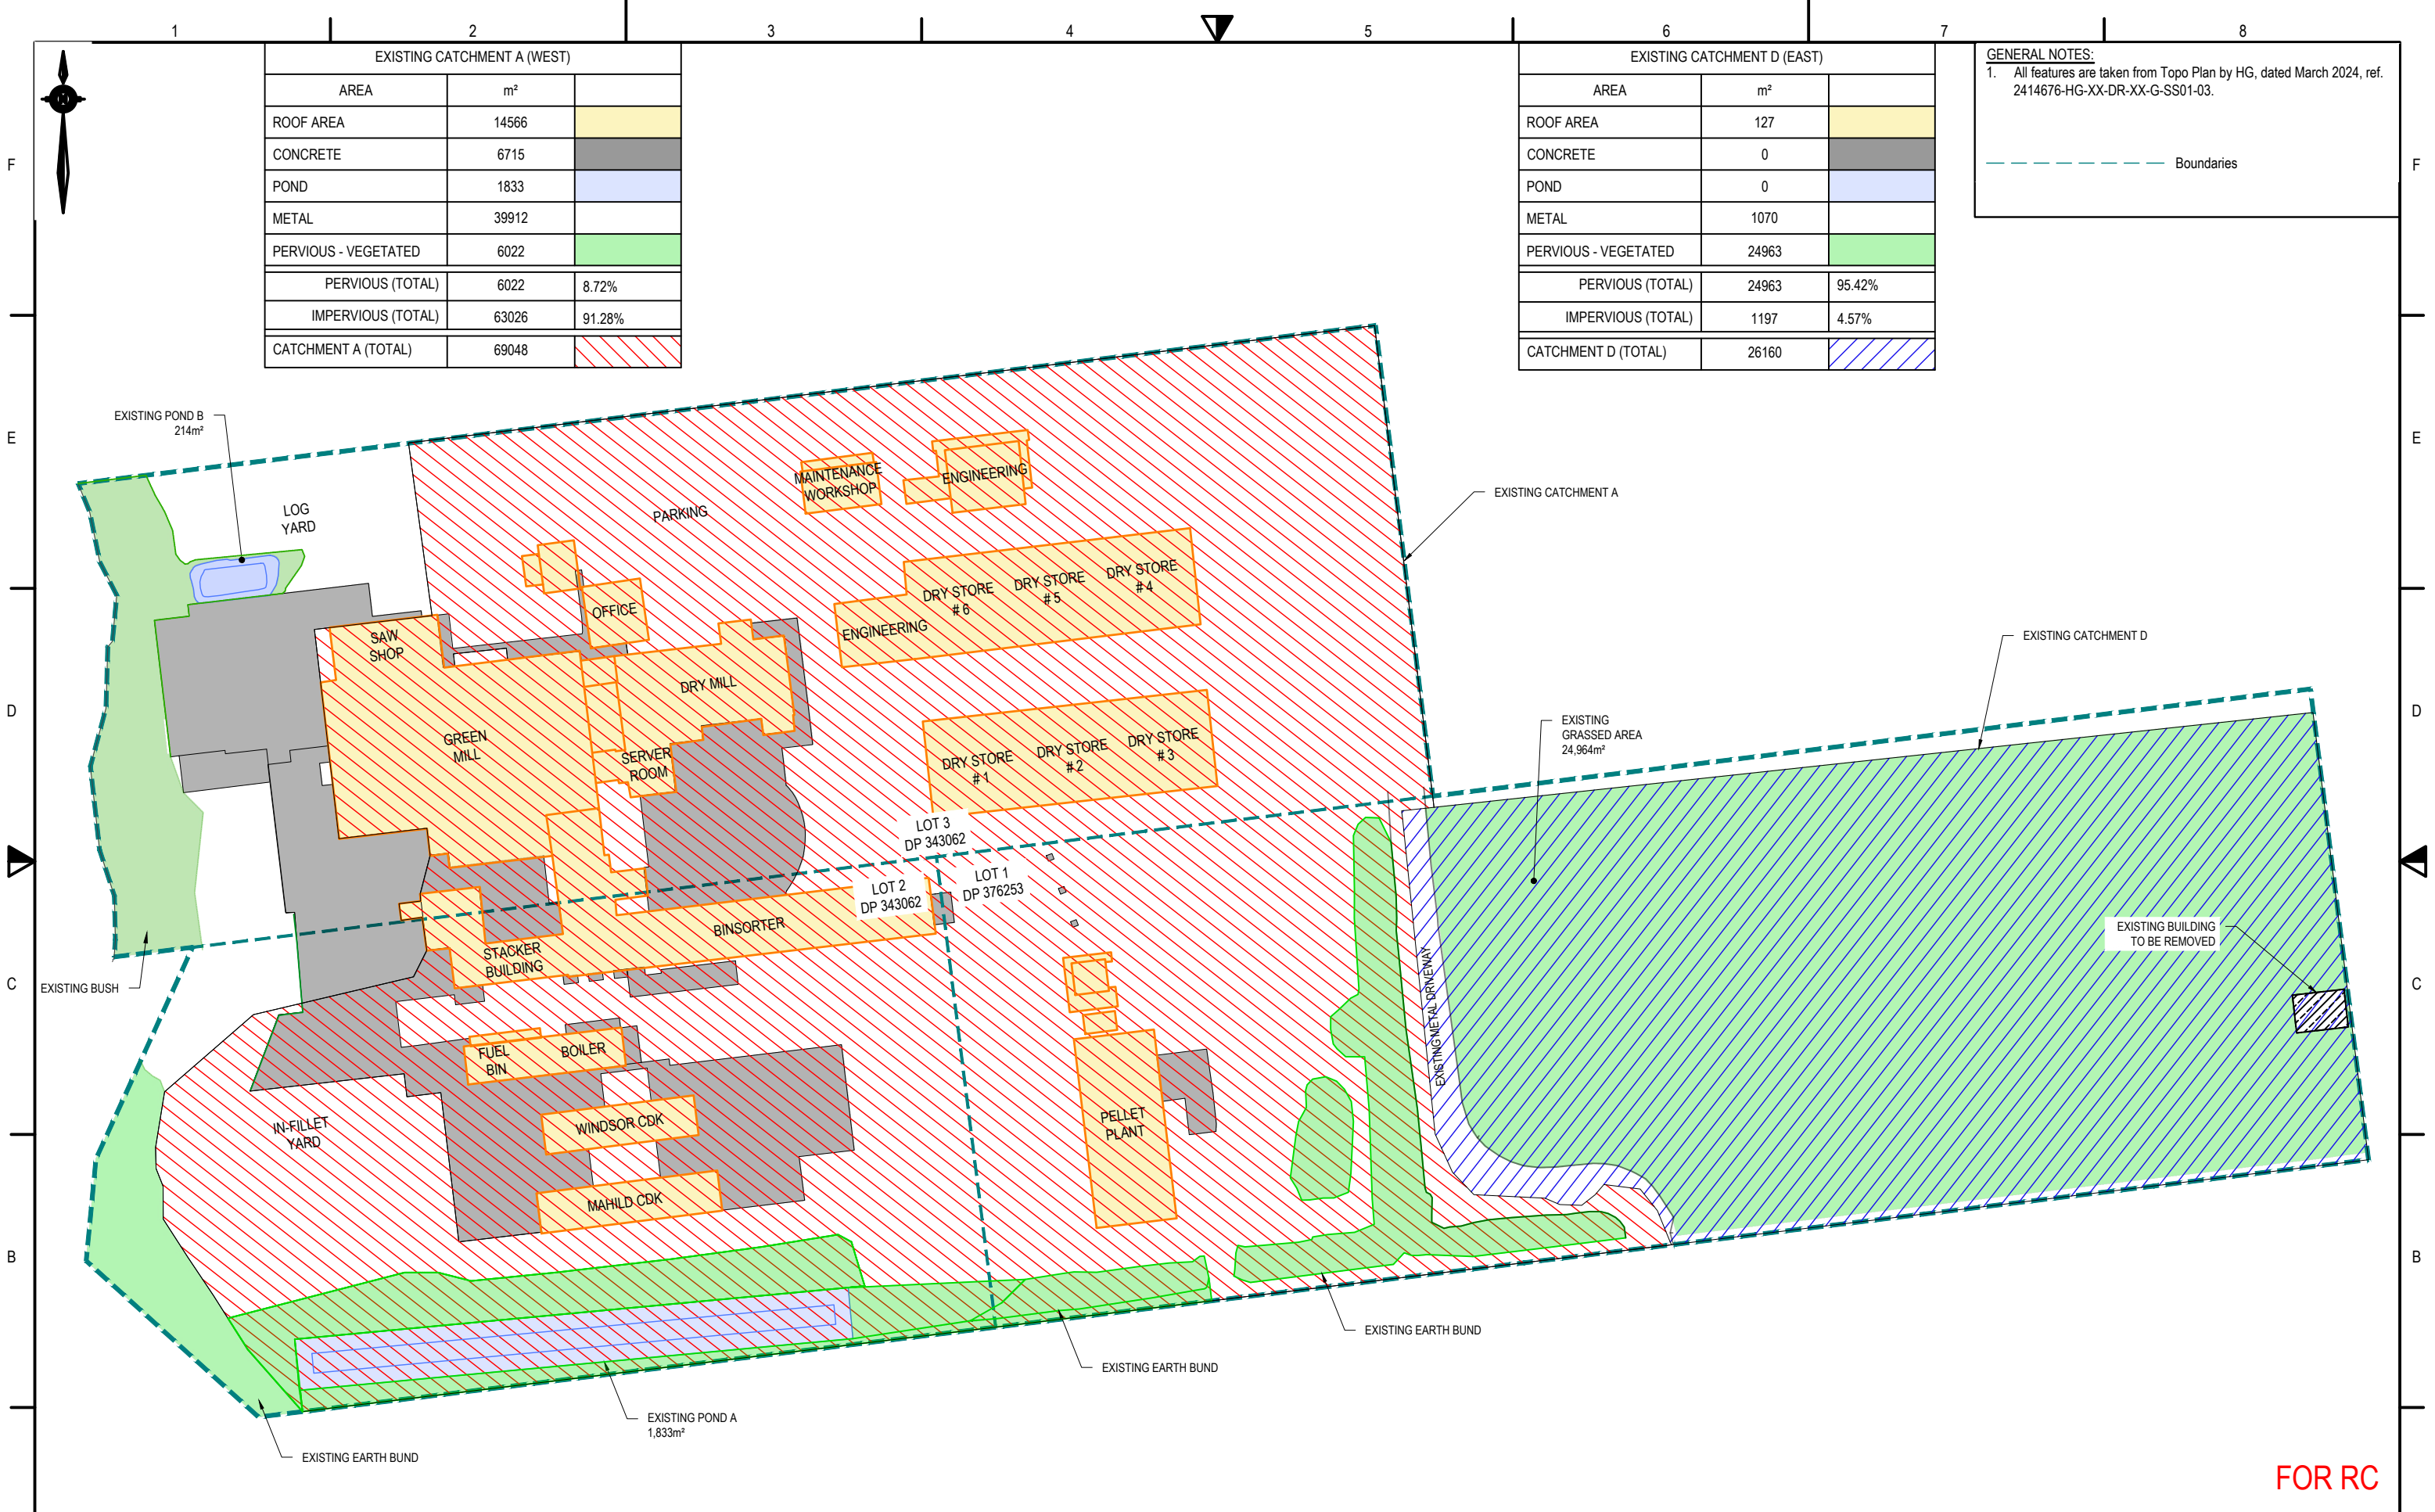 1 2 3 4 5 6 7 8
EXISTING CATCHMENT A (WEST)
AREA m²
ROOF AREA 14566
CONCRETE 6715
POND 1833
METAL 39912
PERVIOUS - VEGETATED 6022
PERVIOUS (TOTAL) 6022 8.72%
IMPERVIOUS (TOTAL) 63026 91.28%
CATCHMENT A (TOTAL) 69048
EXISTING CATCHMENT D (EAST)
AREA m²
ROOF AREA 127
CONCRETE 0
POND 0
METAL 1070
PERVIOUS - VEGETATED 24963
PERVIOUS (TOTAL) 24963 95.42%
IMPERVIOUS (TOTAL) 1197 4.57%
CATCHMENT D (TOTAL) 26160
GENERAL NOTES:
1. All features are taken from Topo Plan by HG, dated March 2024, ref.
2414676-HG-XX-DR-XX-G-SS01-03.
Boundaries
F F
E E
D D
C C
B B
EXISTING POND B
214m²
LOG
YARD
PARKING
MAINTENANCE
WORKSHOP
ENGINEERING
EXISTING CATCHMENT A
OFFICE
SAW
SHOP
ENGINEERING
DRY STORE
# 6
DRY STORE
# 5
DRY STORE
# 4
EXISTING CATCHMENT D
DRY MILL
GREEN
MILL
SERVER
ROOM
DRY STORE
# 1
DRY STORE
# 2
DRY STORE
# 3
EXISTING
GRASSED AREA
24,964m²
LOT 3
DP 343062
LOT 2
DP 343062
LOT 1
DP 376253
BINSORTER
STACKER
BUILDING
EXISTING BUSH
EXISTING BUILDING
TO BE REMOVED
EXISTING METAL DRIVEWAY
FUEL
BIN
BOILER
WINDSOR CDK
IN-FILLET
YARD
PELLET
PLANT
MAHILD CDK
EXISTING EARTH BUND
EXISTING EARTH BUND
EXISTING POND A
1,833m²
EXISTING EARTH BUND
FOR RC